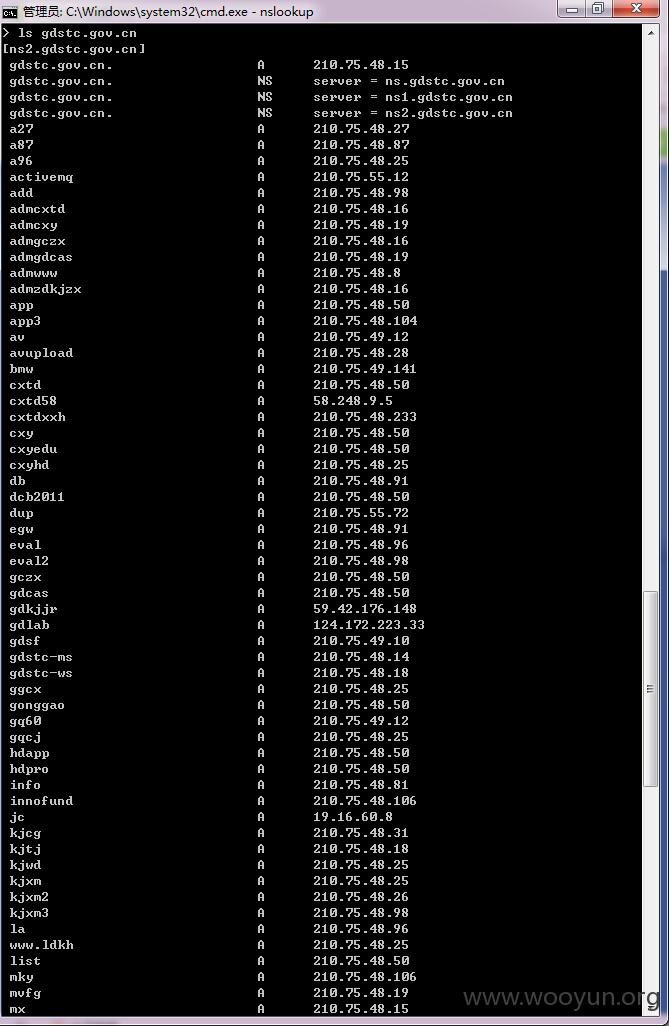 管理员: C:\Windows\system32\cmd.exe - nslookup
> ls gdstc.gov.cn
[ns2.gdstc.gov.cn]
gdstc.gov.cn. A 210.75.48.15
gdstc.gov.cn. NS server = ns.gdstc.gov.cn
gdstc.gov.cn. NS server = ns1.gdstc.gov.cn
gdstc.gov.cn. NS server = ns2.gdstc.gov.cn
a27 A 210.75.48.27
a87 A 210.75.48.87
a96 A 210.75.48.25
activemq A 210.75.55.12
add A 210.75.48.98
admcxtd A 210.75.48.16
admcxy A 210.75.48.19
admgczx A 210.75.48.16
admgdcas A 210.75.48.19
admwww A 210.75.48.8
admzdkjzx A 210.75.48.16
app A 210.75.48.50
app3 A 210.75.48.104
av A 210.75.49.12
avupload A 210.75.48.28
bmw A 210.75.49.141
cxtd A 210.75.48.50
cxtd58 A 58.248.9.5
cxtdxxh A 210.75.48.233
cxy A 210.75.48.50
cxyedu A 210.75.48.50
cxyhd A 210.75.48.25
db A 210.75.48.91
dcb2011 A 210.75.48.50
dup A 210.75.55.72
egw A 210.75.48.91
eval A 210.75.48.96
eval2 A 210.75.48.98
gczx A 210.75.48.50
gdcas A 210.75.48.50
gdkjjr A 59.42.176.148
gdlab A 124.172.223.33
gdsf A 210.75.49.10
gdstc-ms A 210.75.48.14
gdstc-ws A 210.75.48.18
ggcx A 210.75.48.25
gonggao A 210.75.48.50
gq60 A 210.75.49.12
gqcj A 210.75.48.25
hdapp A 210.75.48.50
hdpro A 210.75.48.50
info A 210.75.48.81
innofund A 210.75.48.106
jc A 19.16.60.8
kjcg A 210.75.48.31
kjtj A 210.75.48.18
kjwd A 210.75.48.25
kjxm A 210.75.48.25
kjxm2 A 210.75.48.26
kjxm3 A 210.75.48.98
la A 210.75.48.96
www.ldkh A 210.75.48.25
list A 210.75.48.50
mky A 210.75.48.106
mvfg A 210.75.48.19
mx A 210.75.48.15
www.wooyun.org